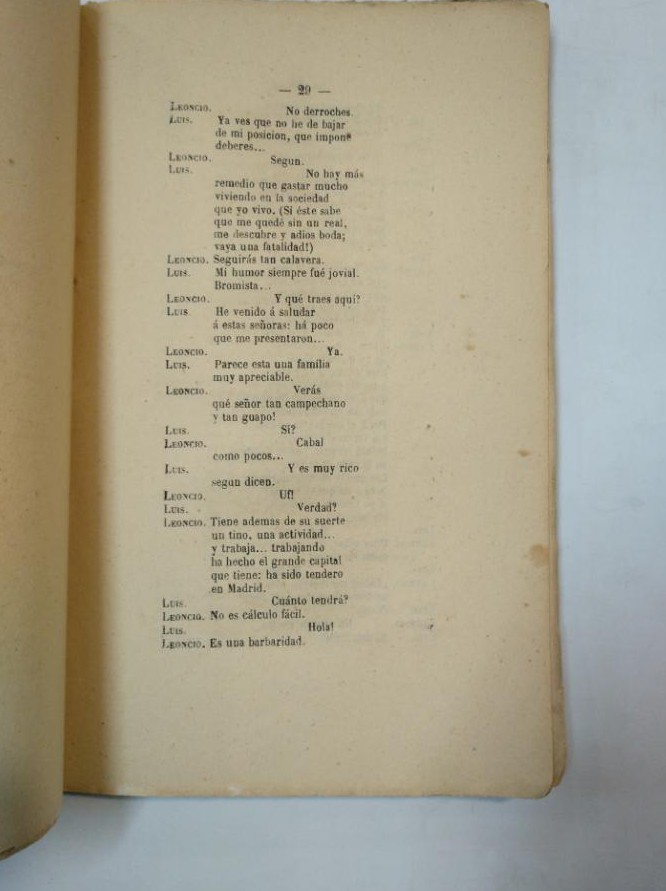 — 29 —
LEONCIO. No derroches.
LUIS. Ya ves que no he de bajar
de mi posicion, que impone
deberes...
LEONCIO. Segun.
LUIS. No hay más
remedio que gastar mucho
viviendo en la sociedad
que yo vivo. (Si éste sabe
que me quedé sin un real,
me descubre y adios boda;
vaya una fatalidad!)
LEONCIO. Seguirás tan calavera.
LUIS. Mi humor siempre fué jovial.
Bromista...
LEONCIO. Y qué traes aquí?
LUIS He venido á saludar
á estas señoras: há poco
que me presentaron...
LEONCIO. Ya.
LUIS. Parece esta una familia
muy apreciable.
LEONCIO. Verás
qué señor tan campechano
y tan guapo!
LUIS. Sí?
LEONCIO. Cabal
como pocos...
LUIS. Y es muy rico
segun dicen.
LEONCIO. Uf!
LUIS. Verdad?
LEONCIO. Tiene ademas de su suerte
un tino, una actividad...
y trabaja... trabajando
ha hecho el grande capital
que tiene: ha sido tendero
en Madrid.
LUIS. Cuánto tendrá?
LEONCIO. No es cálculo fácil.
LUIS. Hola!
LEONCIO. Es una barbaridad.